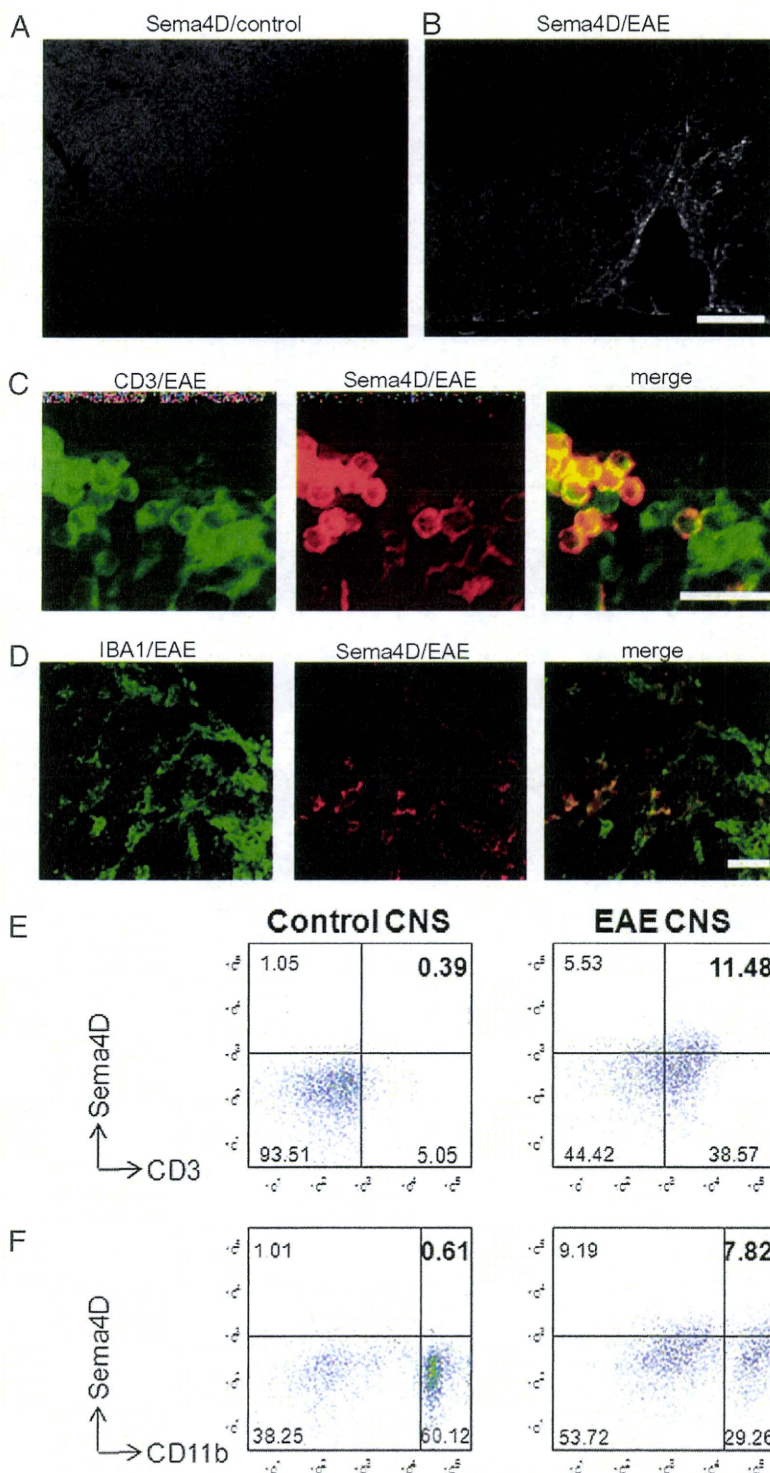 A Sema4D/control B Sema4D/EAE
C CD3/EAE Sema4D/EAE merge
D IBA1/EAE Sema4D/EAE merge
E Control CNS EAE CNS
1.05 0.39 5.53 11.48
Sema4D
93.51 5.05 44.42 38.57
CD3
F
1.01 0.61 9.19 7.82
Sema4D
38.25 60.12 53.72 29.26
CD11b